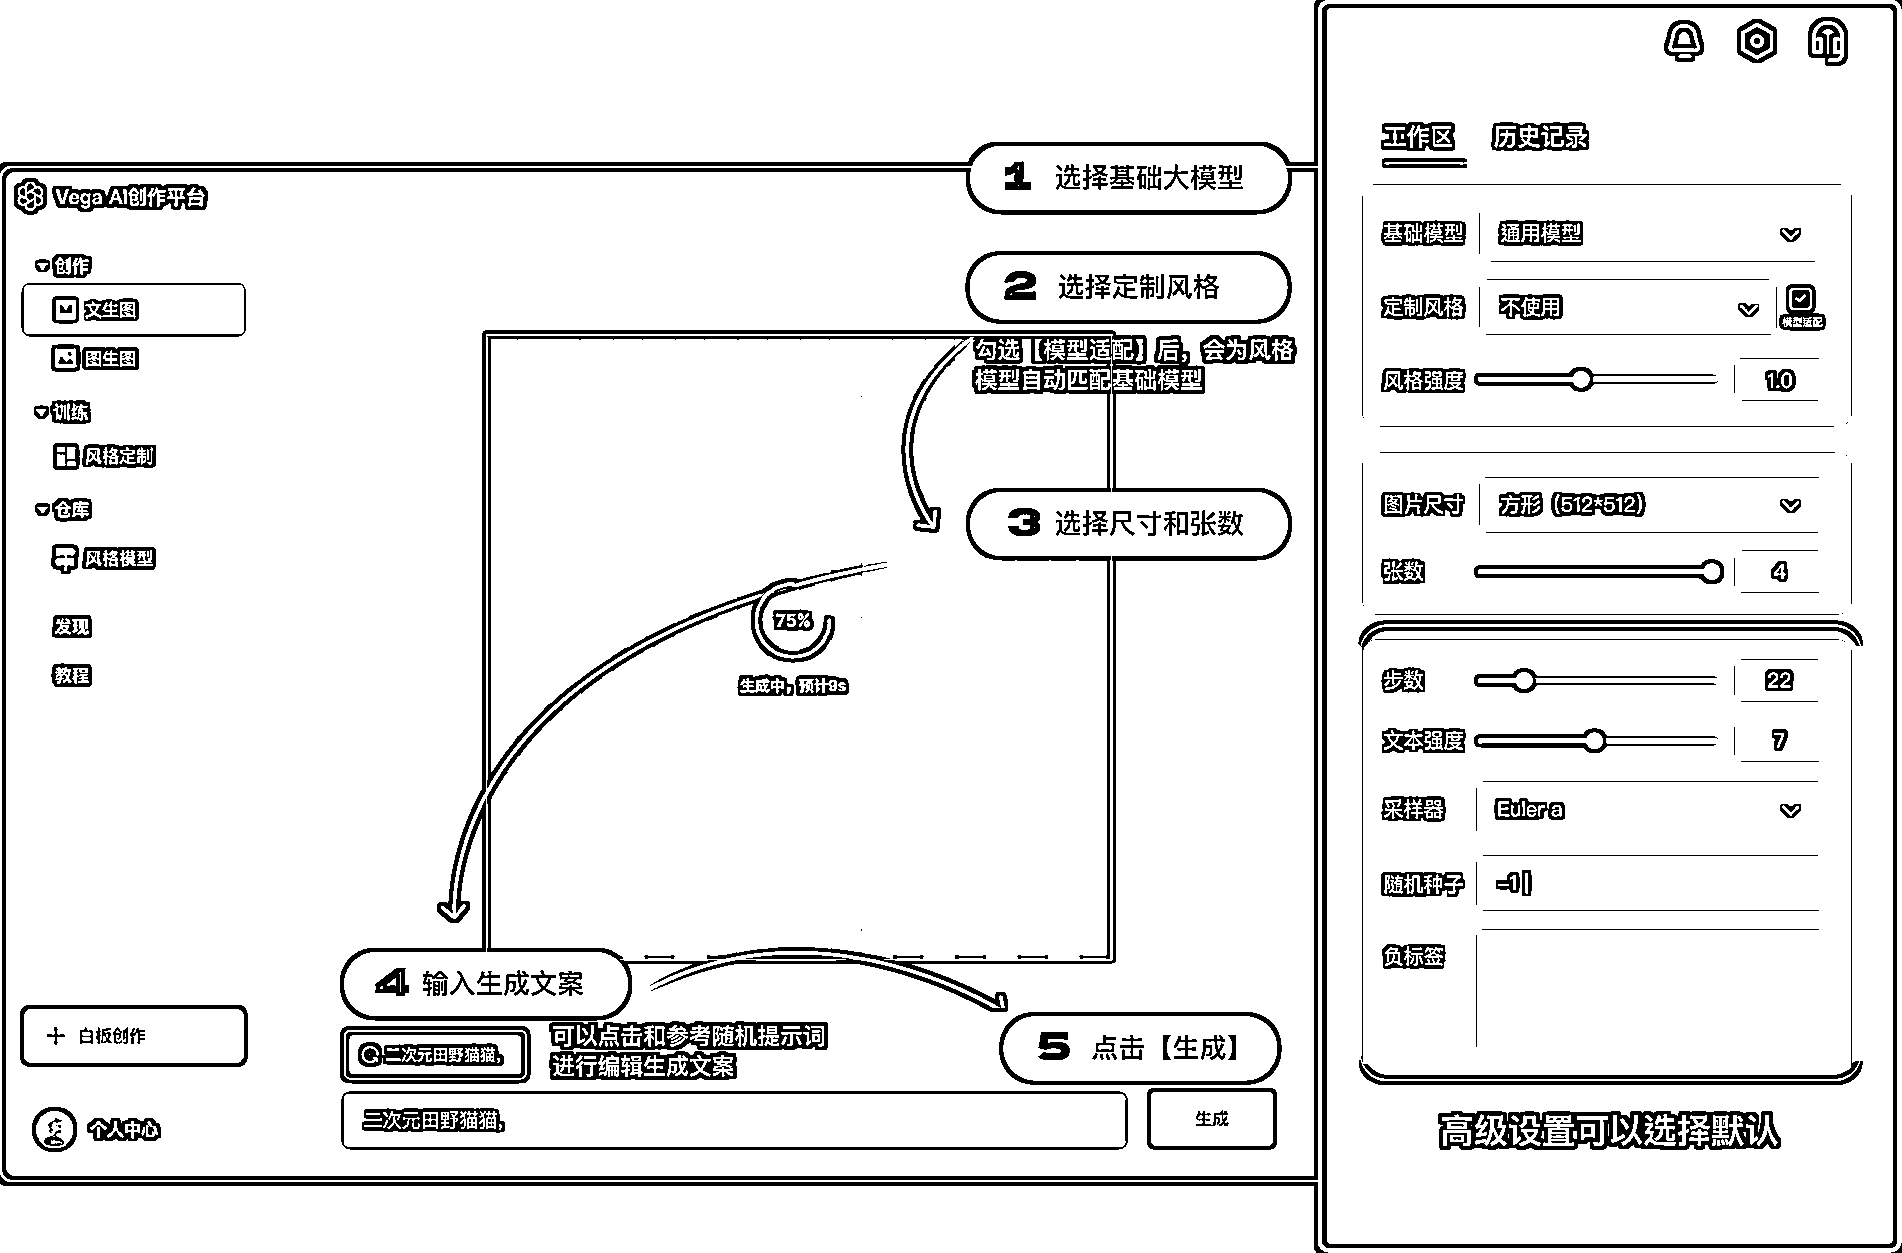 Vega AI创作平台
创作
文生图
图生图
训练
风格定制
仓库
风格模型
发现
教程
白板创作
个人中心
1 选择基础大模型
2 选择定制风格
勾选【模型适配】后，会为风格
模型自动匹配基础模型
3 选择尺寸和张数
75%
生成中，预计9s
4 输入生成文案
二次元田野猫猫，
可以点击和参考随机提示词
进行编辑生成文案
5 点击【生成】
二次元田野猫猫，
生成
工作区 历史记录
基础模型 通用模型
定制风格 不使用
模型适配
风格强度 1.0
图片尺寸 方形（512*512）
张数 4
步数 22
文本强度 7
采样器 Euler a
随机种子 -1
负标签
高级设置可以选择默认